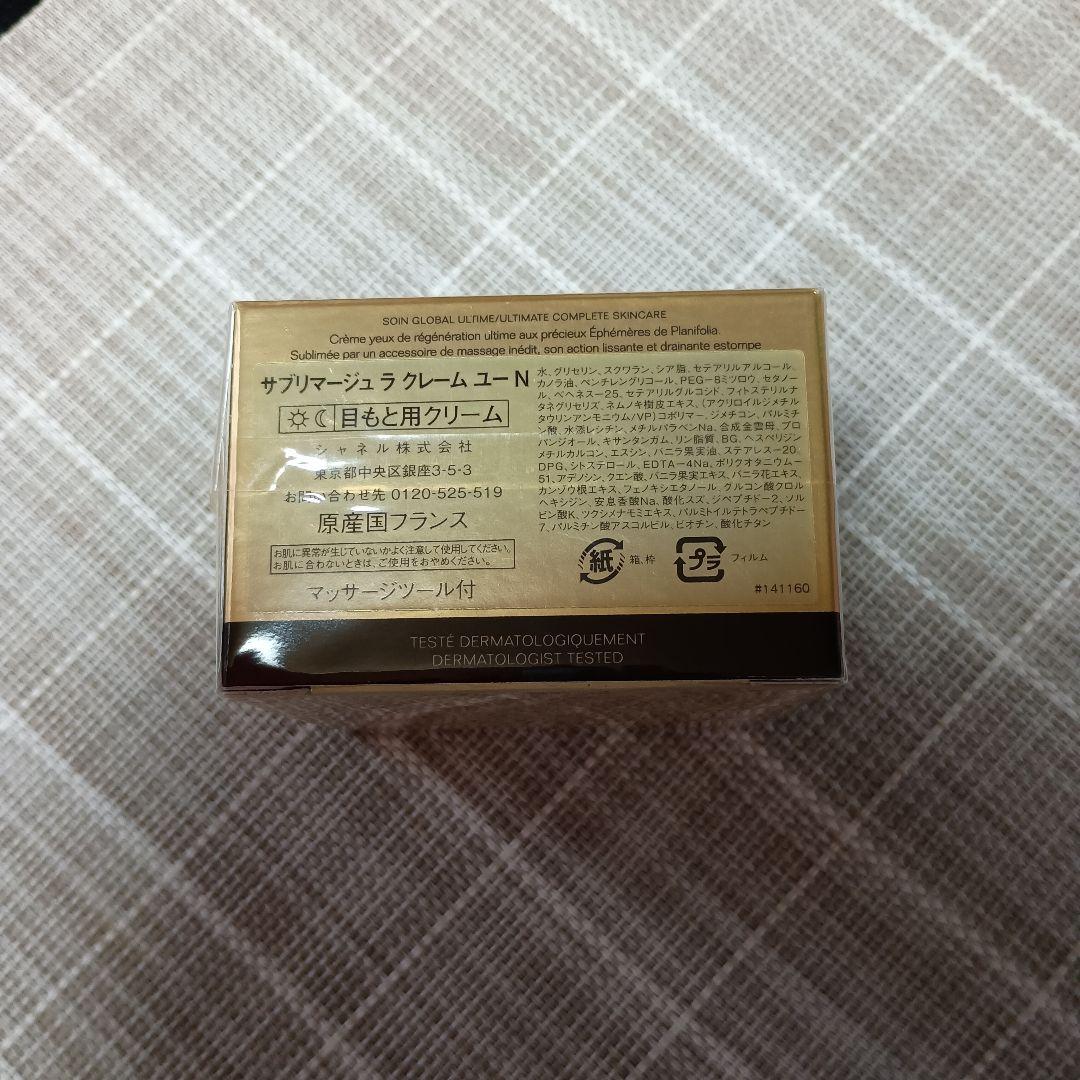 SOIN GLOBAL ULTIME/ULTIMATE COMPLETE SKINCARE
Crème yeux de régénération ultime aux précieux Éphémères de Planifolia.
Sublimée par un accessoire de massage inédit, son action lissante et drainante estompe
サブリマージュ ラ クレーム ユー N
目もと用クリーム
シャネル株式会社
東京都中央区銀座3-5-3
お問い合わせ先 0120-525-519
原産国フランス
お肌に異常が生じていないかよく注意して使用してください。
お肌に合わないときは、ご使用をおやめください。
マッサージツール付
水、グリセリン、スクワラン、シア脂、セテアリルアルコール、
カノラ油、ペンチレングリコール、PEG-8ミツロウ、セタノー
ル、ベヘネス-25、セテアリルグルコシド、フィトステリルナ
タネグリセリズ、ネムノキ樹皮エキス、(アクリロイルジメチル
タウリンアンモニウム/VP)コポリマー、ジメチコン、パルミチ
ン酸、水添レシチン、メチルパラベンNa、合成金雲母、プロ
パンジオール、キサンタンガム、リン脂質、BG、ヘスペリジン
メチルカルコン、エスシン、バニラ果実油、ステアレス-20、
DPG、シトステロール、EDTA-4Na、ポリクオタニウム-
51、アデノシン、クエン酸、バニラ果実エキス、バニラ花エキス、
カンゾウ根エキス、フェノキシエタノール、グルコン酸クロル
ヘキシジン、安息香酸Na、酸化スズ、ジペプチド-2、ソル
ビン酸K、ツクシメナモミエキス、パルミトイルテトラペプチド-
7、パルミチン酸アスコルビル、ビオチン、酸化チタン
紙 箱、枠 プラ フィルム
#141160
TESTÉ DERMATOLOGIQUEMENT
DERMATOLOGIST TESTED